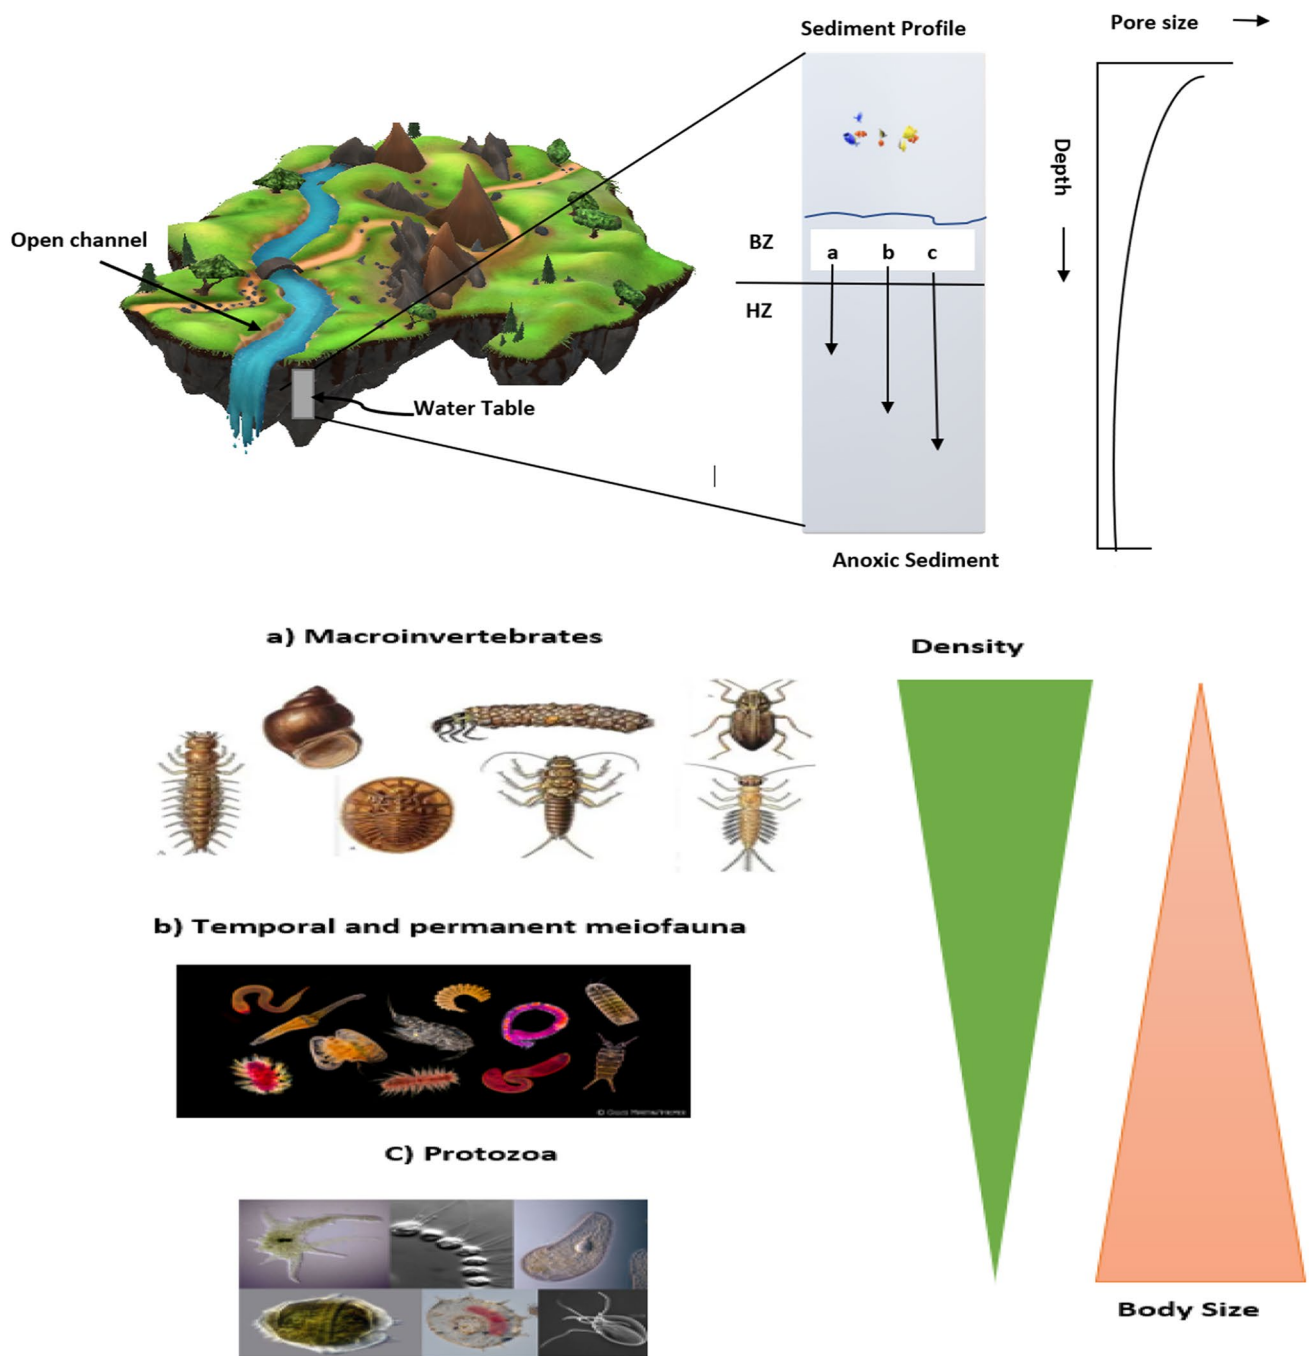 Sediment Profile
Pore size
Depth
Open channel
BZ
a b c
HZ
Water Table
Anoxic Sediment
a) Macroinvertebrates
Density
b) Temporal and permanent meiofauna
C) Protozoa
Body Size